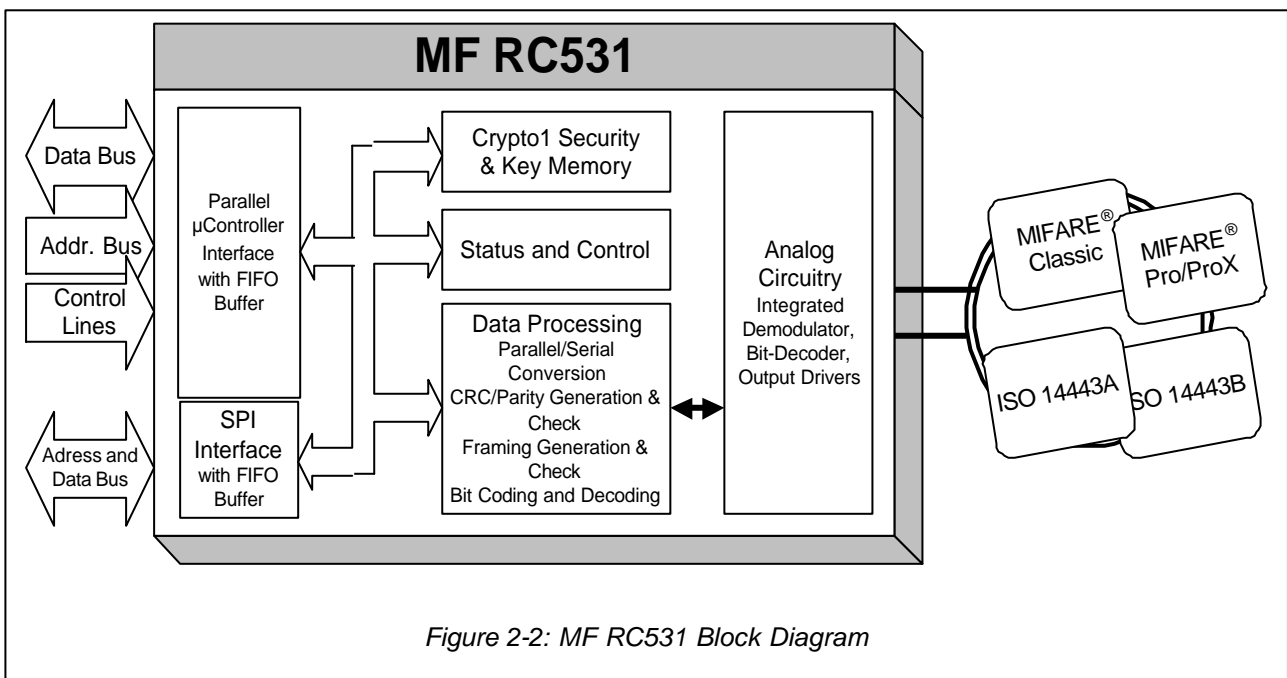 MF RC531
Data Bus
Addr. Bus
Control
Lines
Adress and
Data Bus
Parallel
µController
Interface
with FIFO
Buffer
SPI
Interface
with FIFO
Buffer
Crypto1 Security
& Key Memory
Status and Control
Data Processing
Parallel/Serial
Conversion
CRC/Parity Generation &
Check
Framing Generation &
Check
Bit Coding and Decoding
Analog
Circuitry
Integrated
Demodulator,
Bit-Decoder,
Output Drivers
MIFARE®
Classic
MIFARE®
Pro/ProX
ISO 14443A
SO 14443B
Figure 2-2: MF RC531 Block Diagram